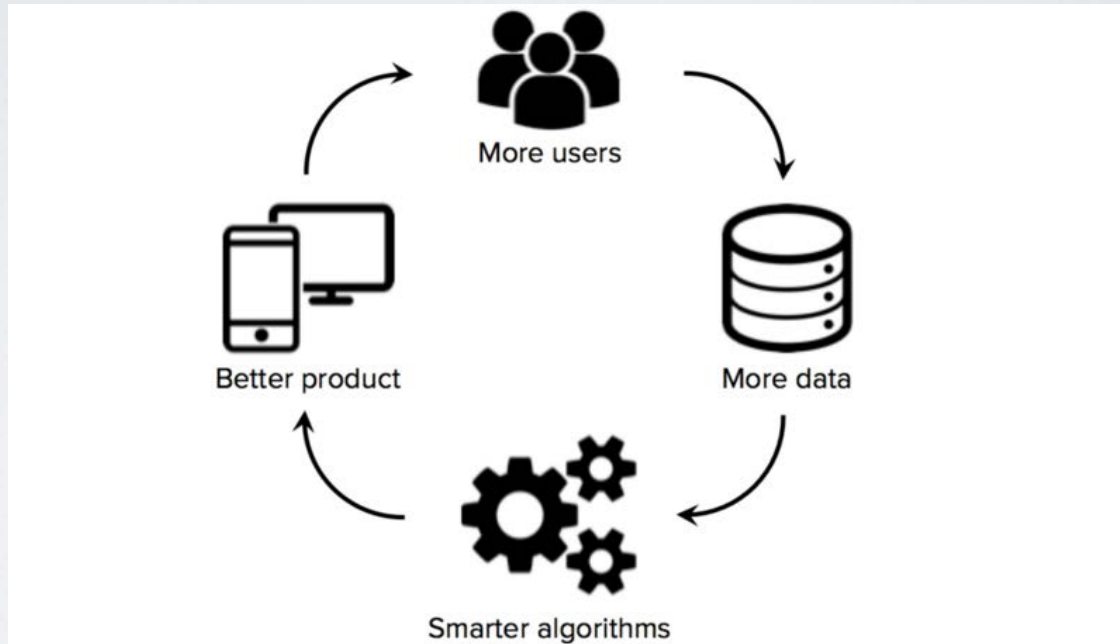 More users
Better product
More data
Smarter algorithms